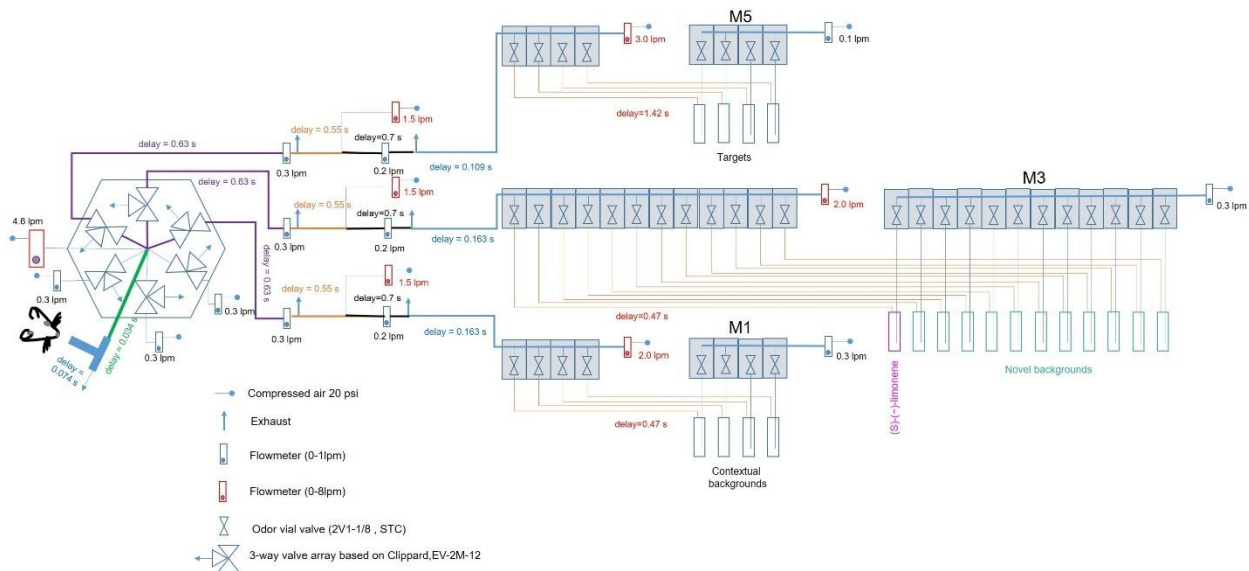 M5
3.0 lpm
0.1 lpm
1.5 lpm
delay = 0.55 s
delay=0.7 s
delay=1.42 s
delay = 0.63 s
0.3 lpm
0.2 lpm
delay = 0.109 s
Targets
delay = 0.63 s
1.5 lpm
M3
delay = 0.55 s
delay=0.7 s
2.0 lpm
0.3 lpm
4.6 lpm
0.3 lpm
0.2 lpm
delay = 0.163 s
delay = 0.63 s
1.5 lpm
delay = 0.55 s
delay=0.7 s
0.3 lpm
0.3 lpm
0.3 lpm
0.3 lpm
0.2 lpm
delay = 0.163 s
delay=0.47 s
M1
2.0 lpm
0.3 lpm
delay = 0.034 s
delay =
0.074 s
Novel backgrounds
(S)-(−)-limonene
delay=0.47 s
Contextual
backgrounds
Compressed air 20 psi
Exhaust
Flowmeter (0-1lpm)
Flowmeter (0-8lpm)
Odor vial valve (2V1-1/8 , STC)
3-way valve array based on Clippard,EV-2M-12